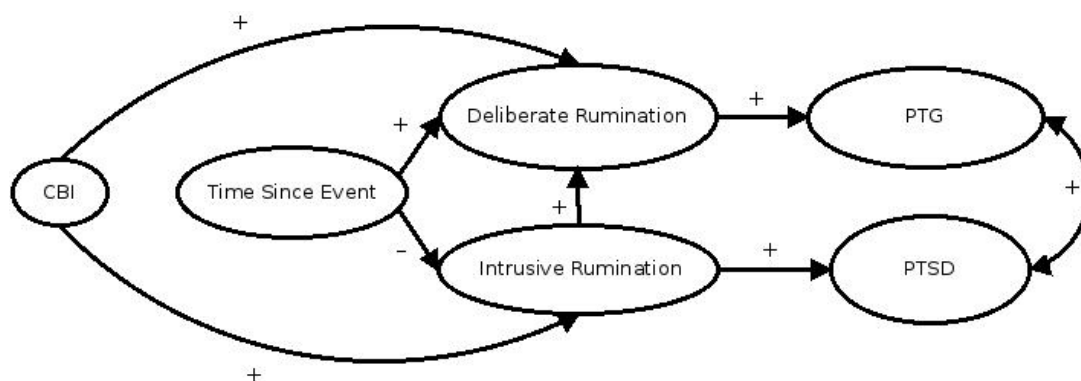 +
+
Deliberate Rumination
+
PTG
CBI
Time Since Event
+
+
-
Intrusive Rumination
+
PTSD
+